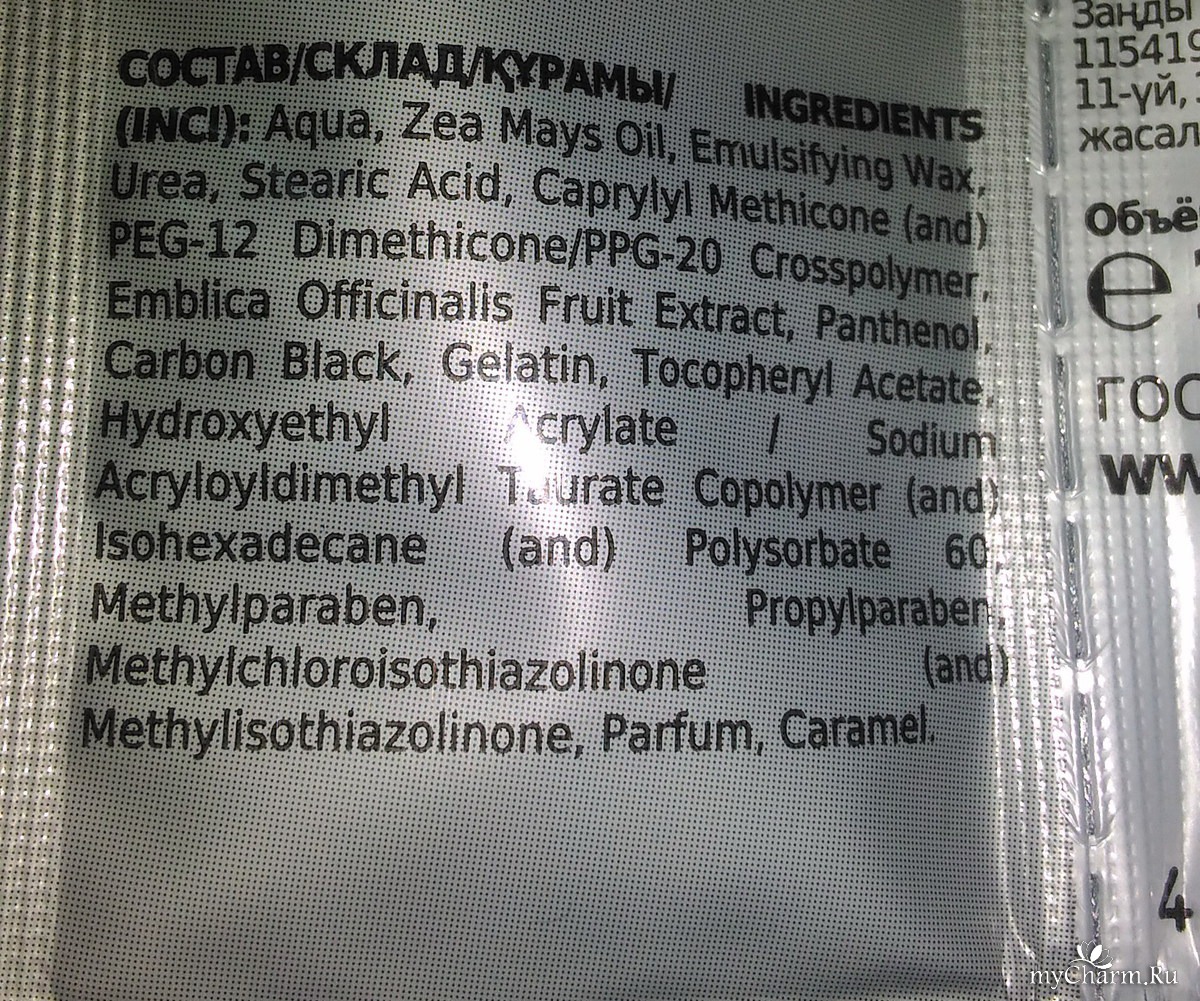 СОСТАВ/СКЛАД/ҚҰРАМЫ/ INGREDIENTS
(INCI): Aqua, Zea Mays Oil, Emulsifying Wax,
Urea, Stearic Acid, Caprylyl Methicone (and)
PEG-12 Dimethicone/PPG-20 Crosspolymer,
Emblica Officinalis Fruit Extract, Panthenol,
Carbon Black, Gelatin, Tocopheryl Acetate,
Hydroxyethyl Acrylate / Sodium
Acryloyldimethyl Taurate Copolymer (and)
Isohexadecane (and) Polysorbate 60,
Methylparaben, Propylparaben,
Methylchloroisothiazolinone (and)
Methylisothiazolinone, Parfum, Caramel.
Заңды
115419
11-үй,
жасал
Объё
e
ГОС
ww
4
myCharm.Ru